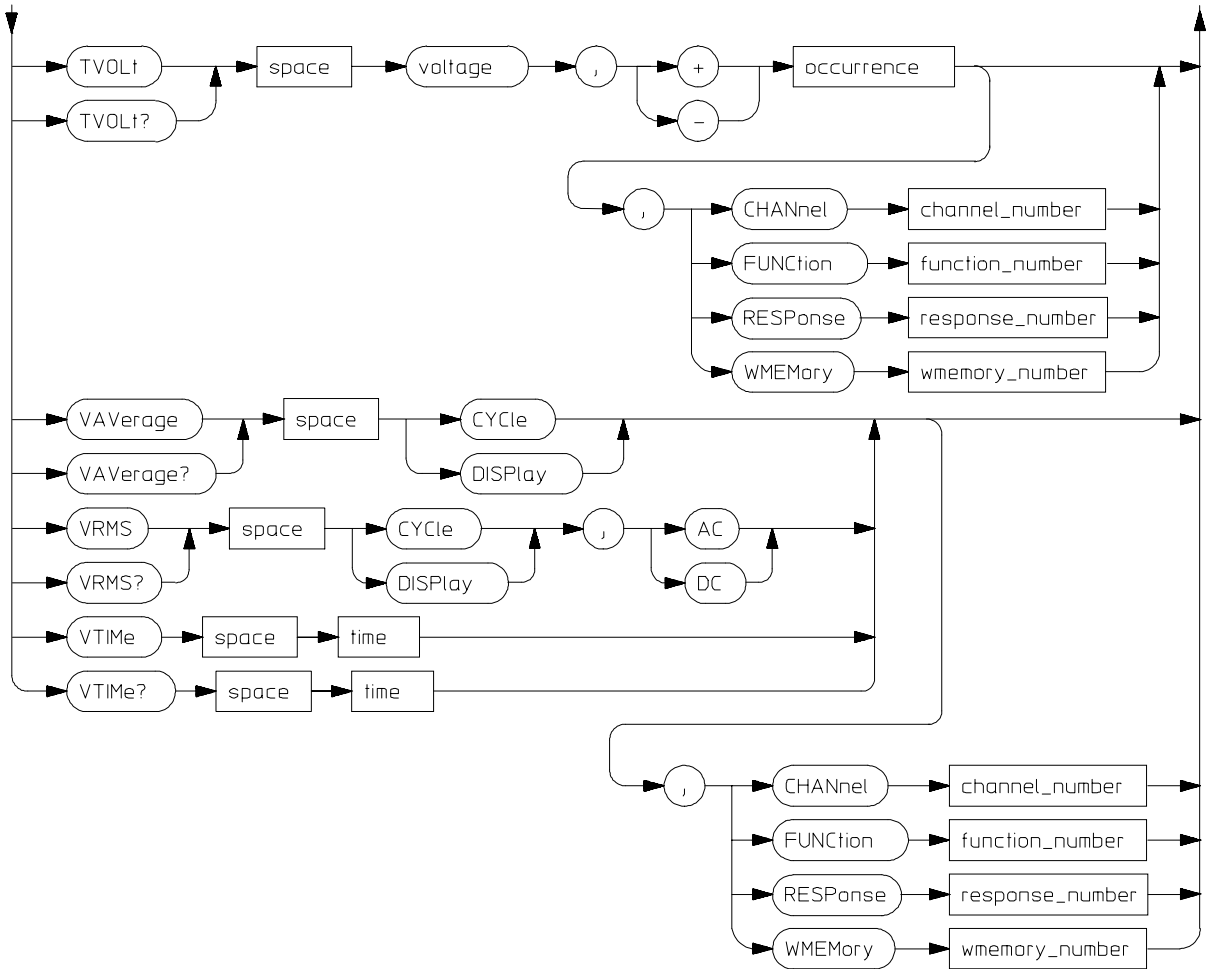 TVOLt space voltage , + occurrence
TVOLt? -
, CHANnel channel_number
FUNCtion function_number
RESPonse response_number
WMEMory wmemory_number
VAVerage space CYCle
VAVerage? DISPlay
VRMS space CYCle , AC
VRMS? DISPlay DC
VTIMe space time
VTIMe? space time
, CHANnel channel_number
FUNCtion function_number
RESPonse response_number
WMEMory wmemory_number